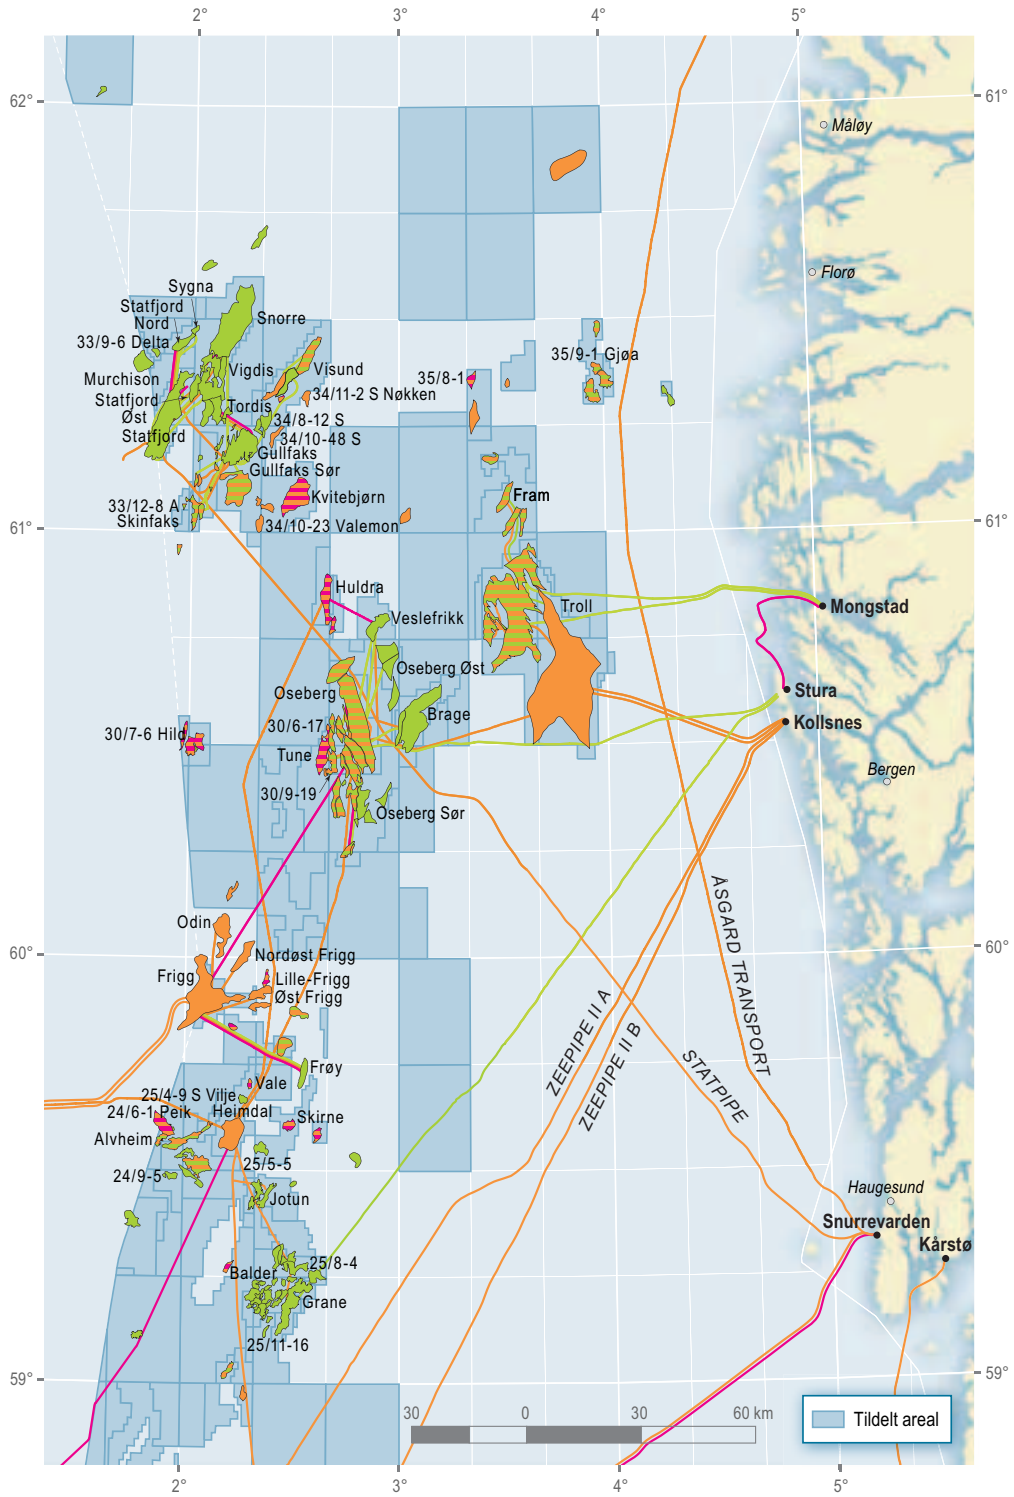 2°
3°
4°
5°
62°
61°
Måløy
Florø
Sygna
Statfjord
Nord
Snorre
33/9-6 Delta
35/9-1 Gjøa
Vigdis
Visund
Murchison
35/8-1
34/11-2 S Nøkken
Statfjord
Øst
Tordis
34/8-12 S
Statfjord
34/10-48 S
Gullfaks
Gullfaks Sør
Kvitebjørn
Fram
33/12-8 A
Skinfaks
34/10-23 Valemon
61°
61°
Huldra
Troll
Mongstad
Veslefrikk
Oseberg Øst
Oseberg
Stura
Brage
Kollsnes
30/6-17
30/7-6 Hild
Tune
Bergen
30/9-19
Oseberg Sør
ÅSGARD TRANSPORT
Odin
60°
60°
Nordøst Frigg
Frigg
Lille-Frigg
Øst Frigg
ZEEPIPE II A
ZEEPIPE II B
STATPIPE
Frøy
Vale
25/4-9 S Vilje
24/6-1 Peik
Heimdal
Skirne
Alvheim
25/5-5
24/9-5
Jotun
Haugesund
Snurrevarden
Kårstø
25/8-4
Balder
Grane
25/11-16
59°
59°
30
0
30
60 km
Tildelt areal
2°
3°
4°
5°